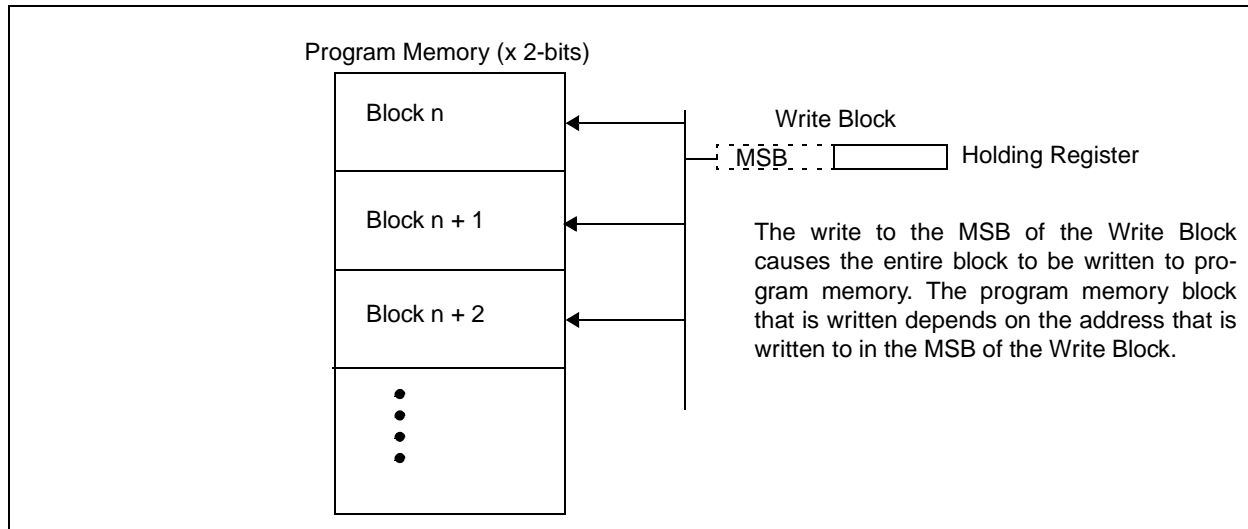 Program Memory (x 2-bits)
Block n
Write Block
MSB
Holding Register
Block n + 1
The write to the MSB of the Write Block
causes the entire block to be written to pro-
gram memory. The program memory block
that is written depends on the address that is
written to in the MSB of the Write Block.
Block n + 2